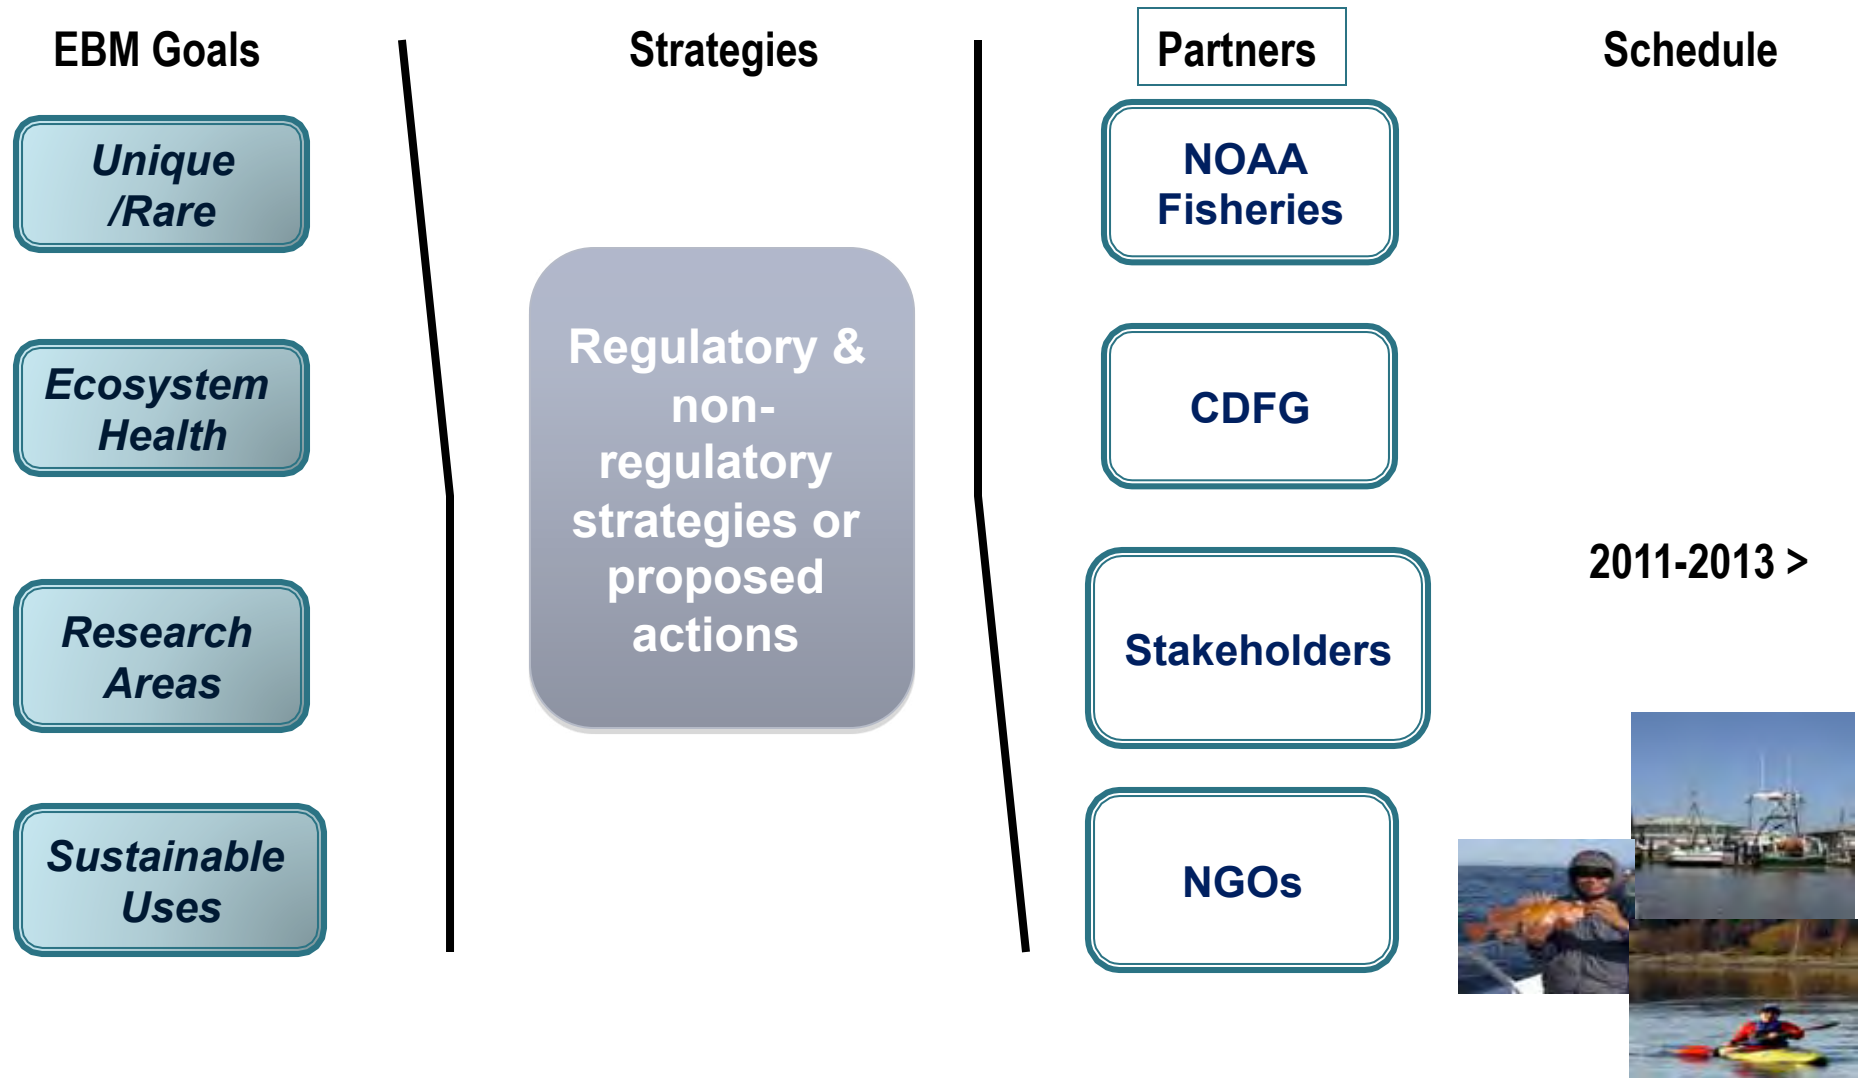 EBM Goals
Strategies
Partners
Schedule
Unique
/Rare
Ecosystem
Health
Research
Areas
Sustainable
Uses
Regulatory &
non-
regulatory
strategies or
proposed
actions
NOAA
Fisheries
CDFG
Stakeholders
NGOs
2011-2013 >